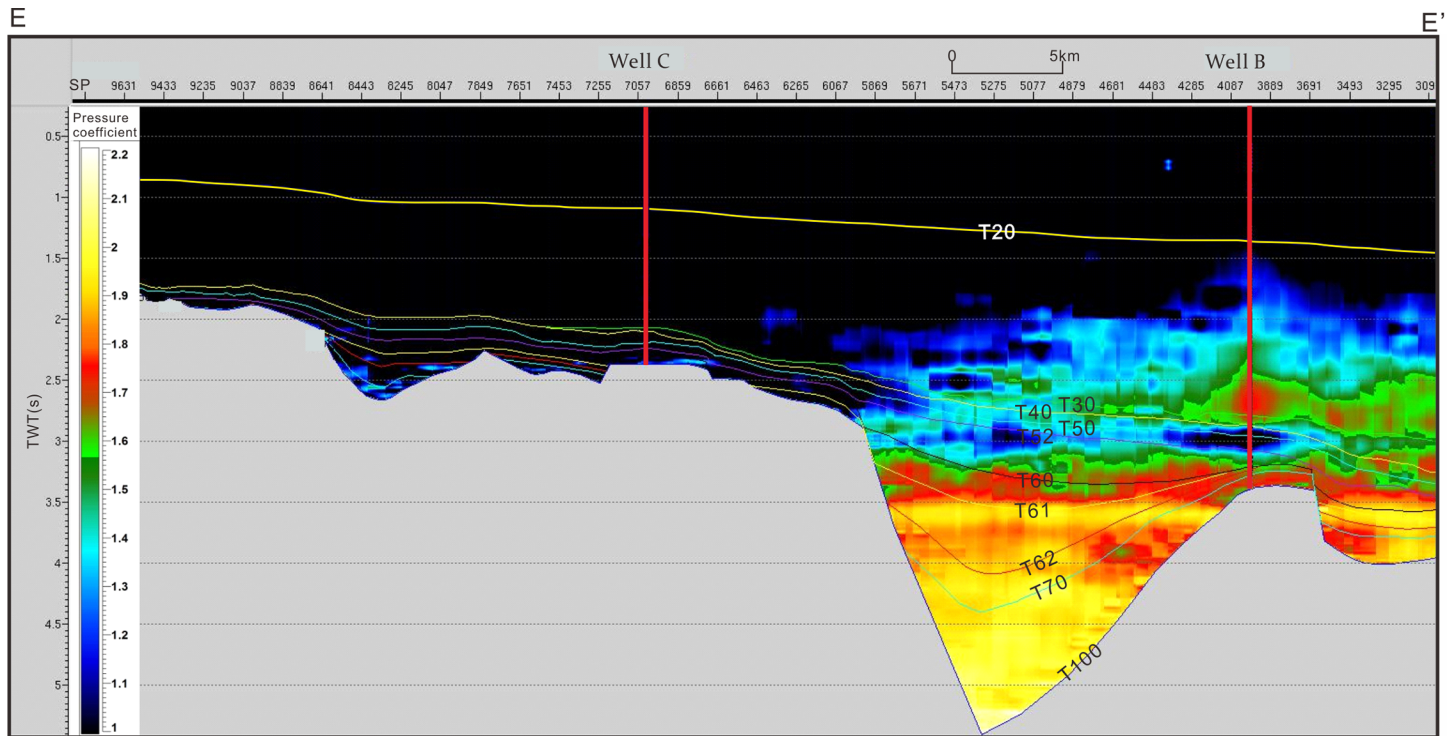 E
E'
Well C
0
5km
Well B
SP
9631 9433 9235 9037 8839 8641 8443 8245 8047 7849 7651 7453 7255 7057 6859 6661 6463 6265 6067 5869 5671 5473 5275 5077 4879 4681 4483 4285 4087 3889 3691 3493 3295 309
Pressure
coefficient
2.2
2.1
2
1.9
1.8
1.7
1.6
1.5
1.4
1.3
1.2
1.1
1
TWT(s)
0.5
1
1.5
2
2.5
3
3.5
4
4.5
5
T20
T30
T40
T50
T52
T60
T61
T62
T70
T100